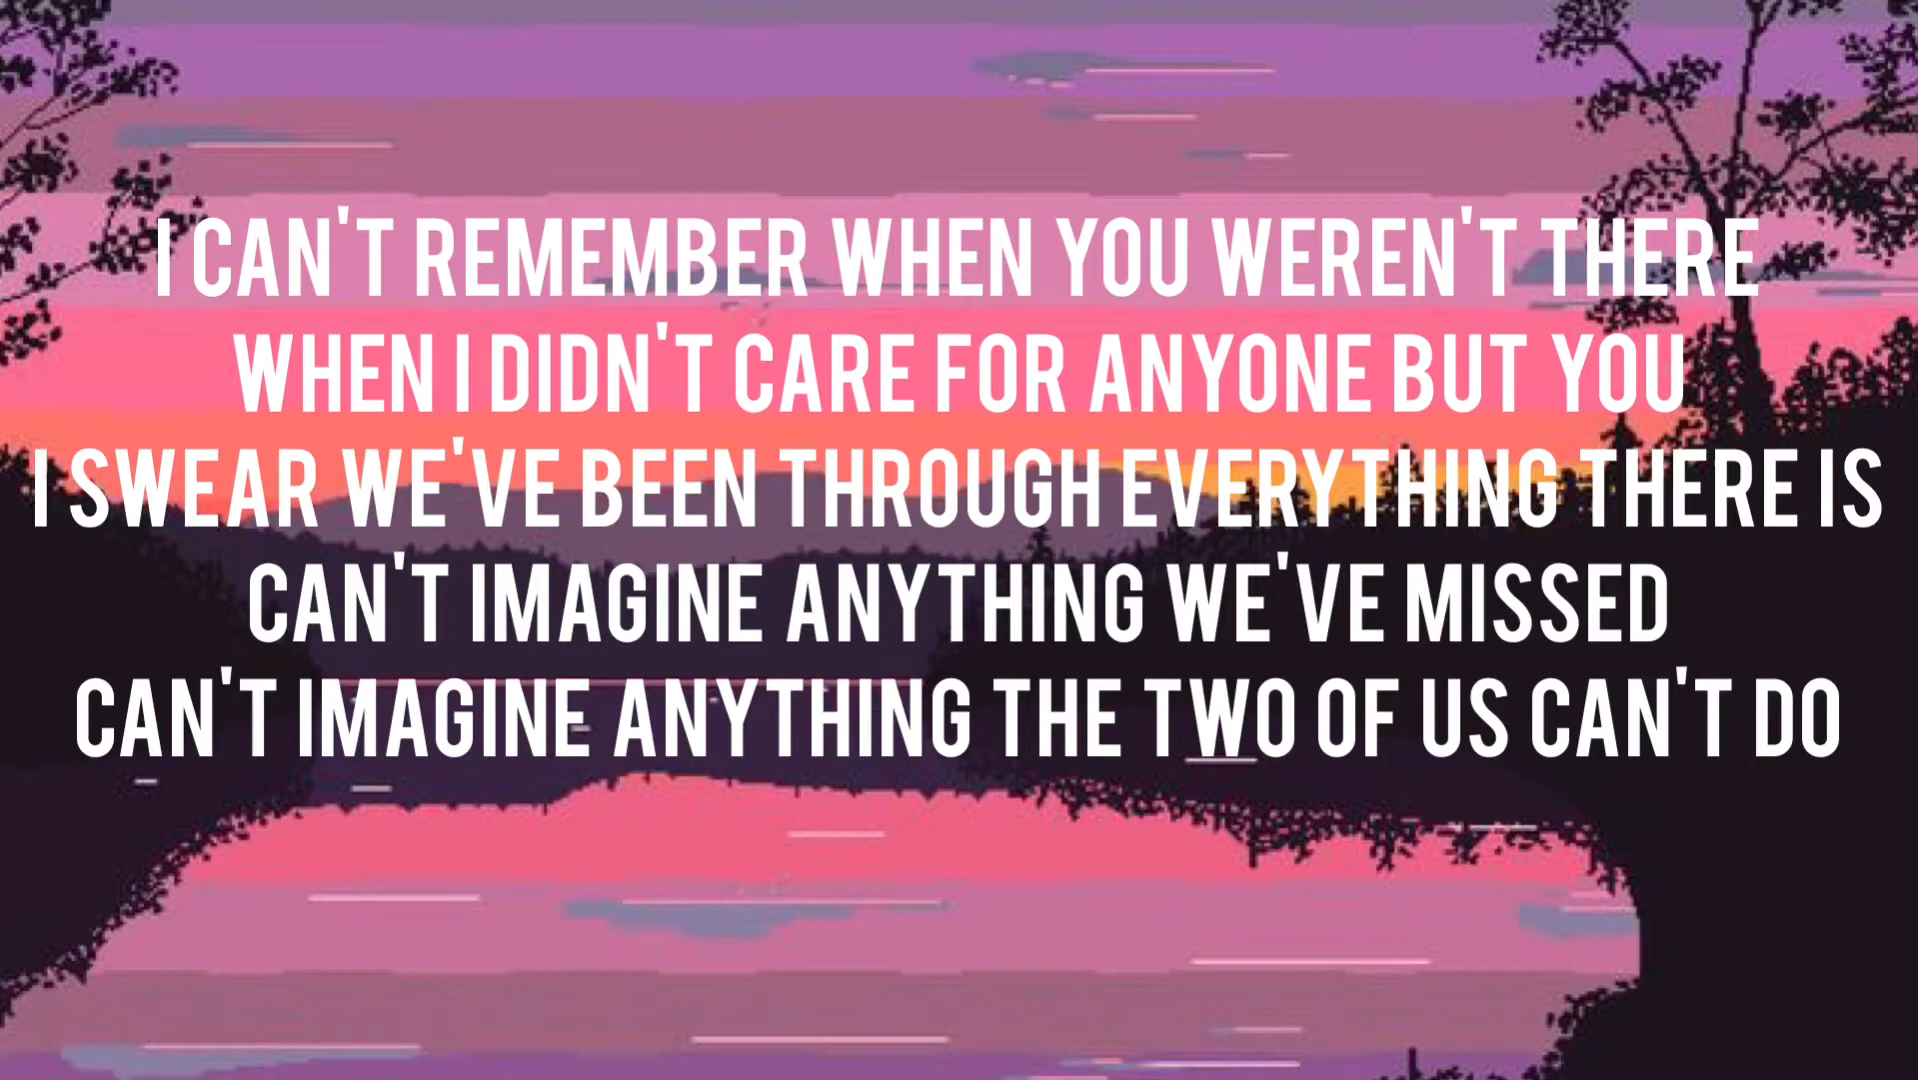 I CAN'T REMEMBER WHEN YOU WEREN'T THERE
WHEN I DIDN'T CARE FOR ANYONE BUT YOU
I SWEAR WE'VE BEEN THROUGH EVERYTHING THERE IS
CAN'T IMAGINE ANYTHING WE'VE MISSED
CAN'T IMAGINE ANYTHING THE TWO OF US CAN'T DO